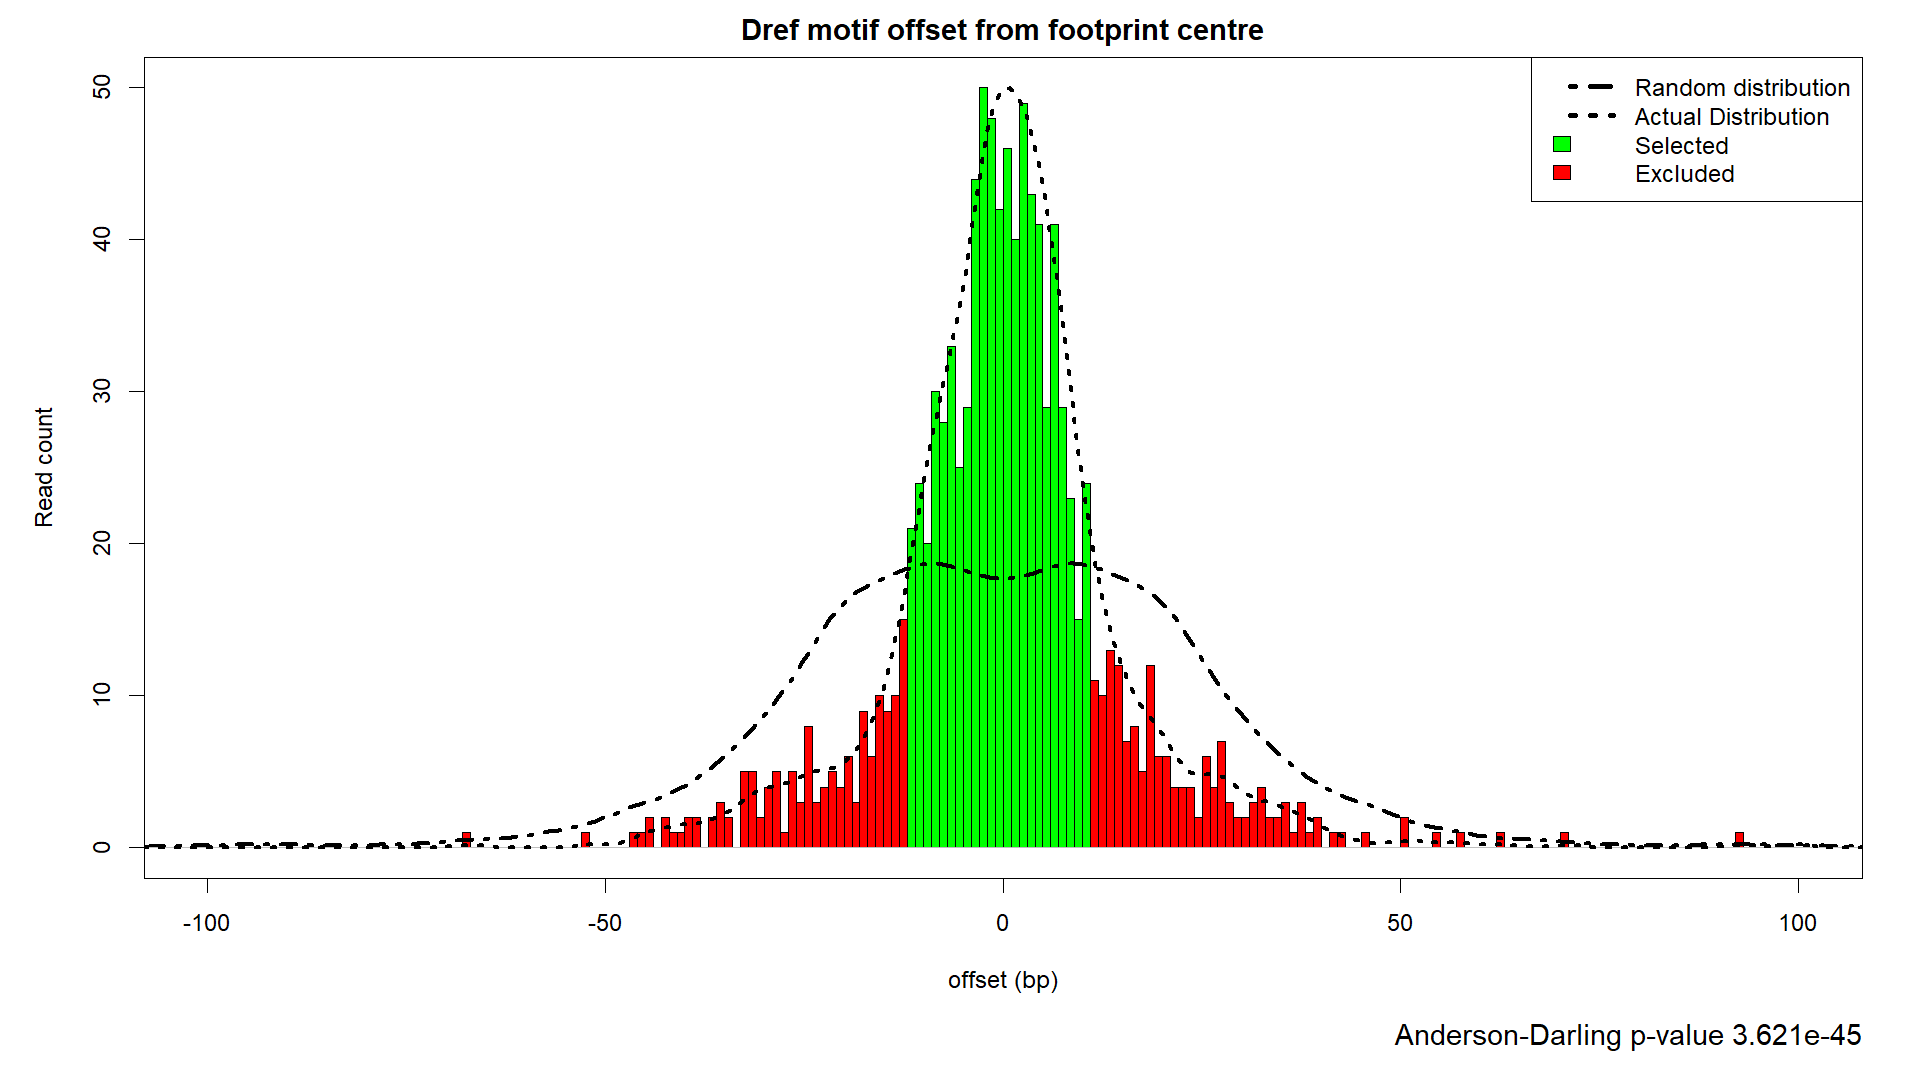 Dref motif offset from footprint centre
Random distribution
Actual Distribution
Selected
Excluded
50
40
30
20
10
0
Read count
-100
-50
0
50
100
offset (bp)
Anderson-Darling p-value 3.621e-45